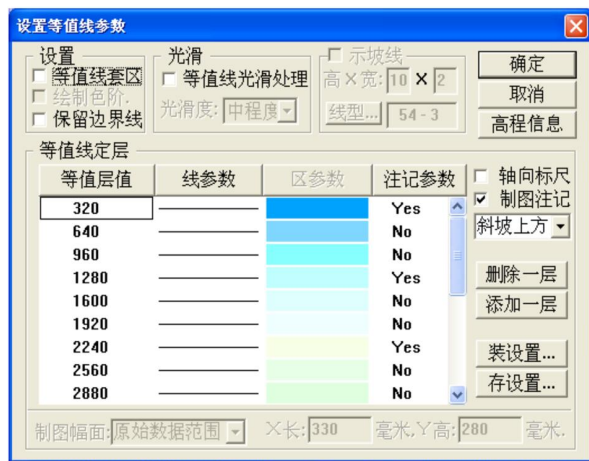 设置等值线参数
设置
等值线套区
绘制色阶.
保留边界线
光滑
等值线光滑处理
光滑度: 中程度
示坡线
高×宽: 10 × 2
线型... 54-3
确定
取消
高程信息
等值线定层
等值层值 线参数 区参数 注记参数
320 Yes
640 No
960 No
1280 Yes
1600 No
1920 No
2240 Yes
2560 No
2880 No
轴向标尺
制图注记
斜坡上方
删除一层
添加一层
装设置...
存设置...
制图幅面: 原始数据范围 X长: 330 毫米,Y高: 280 毫米.